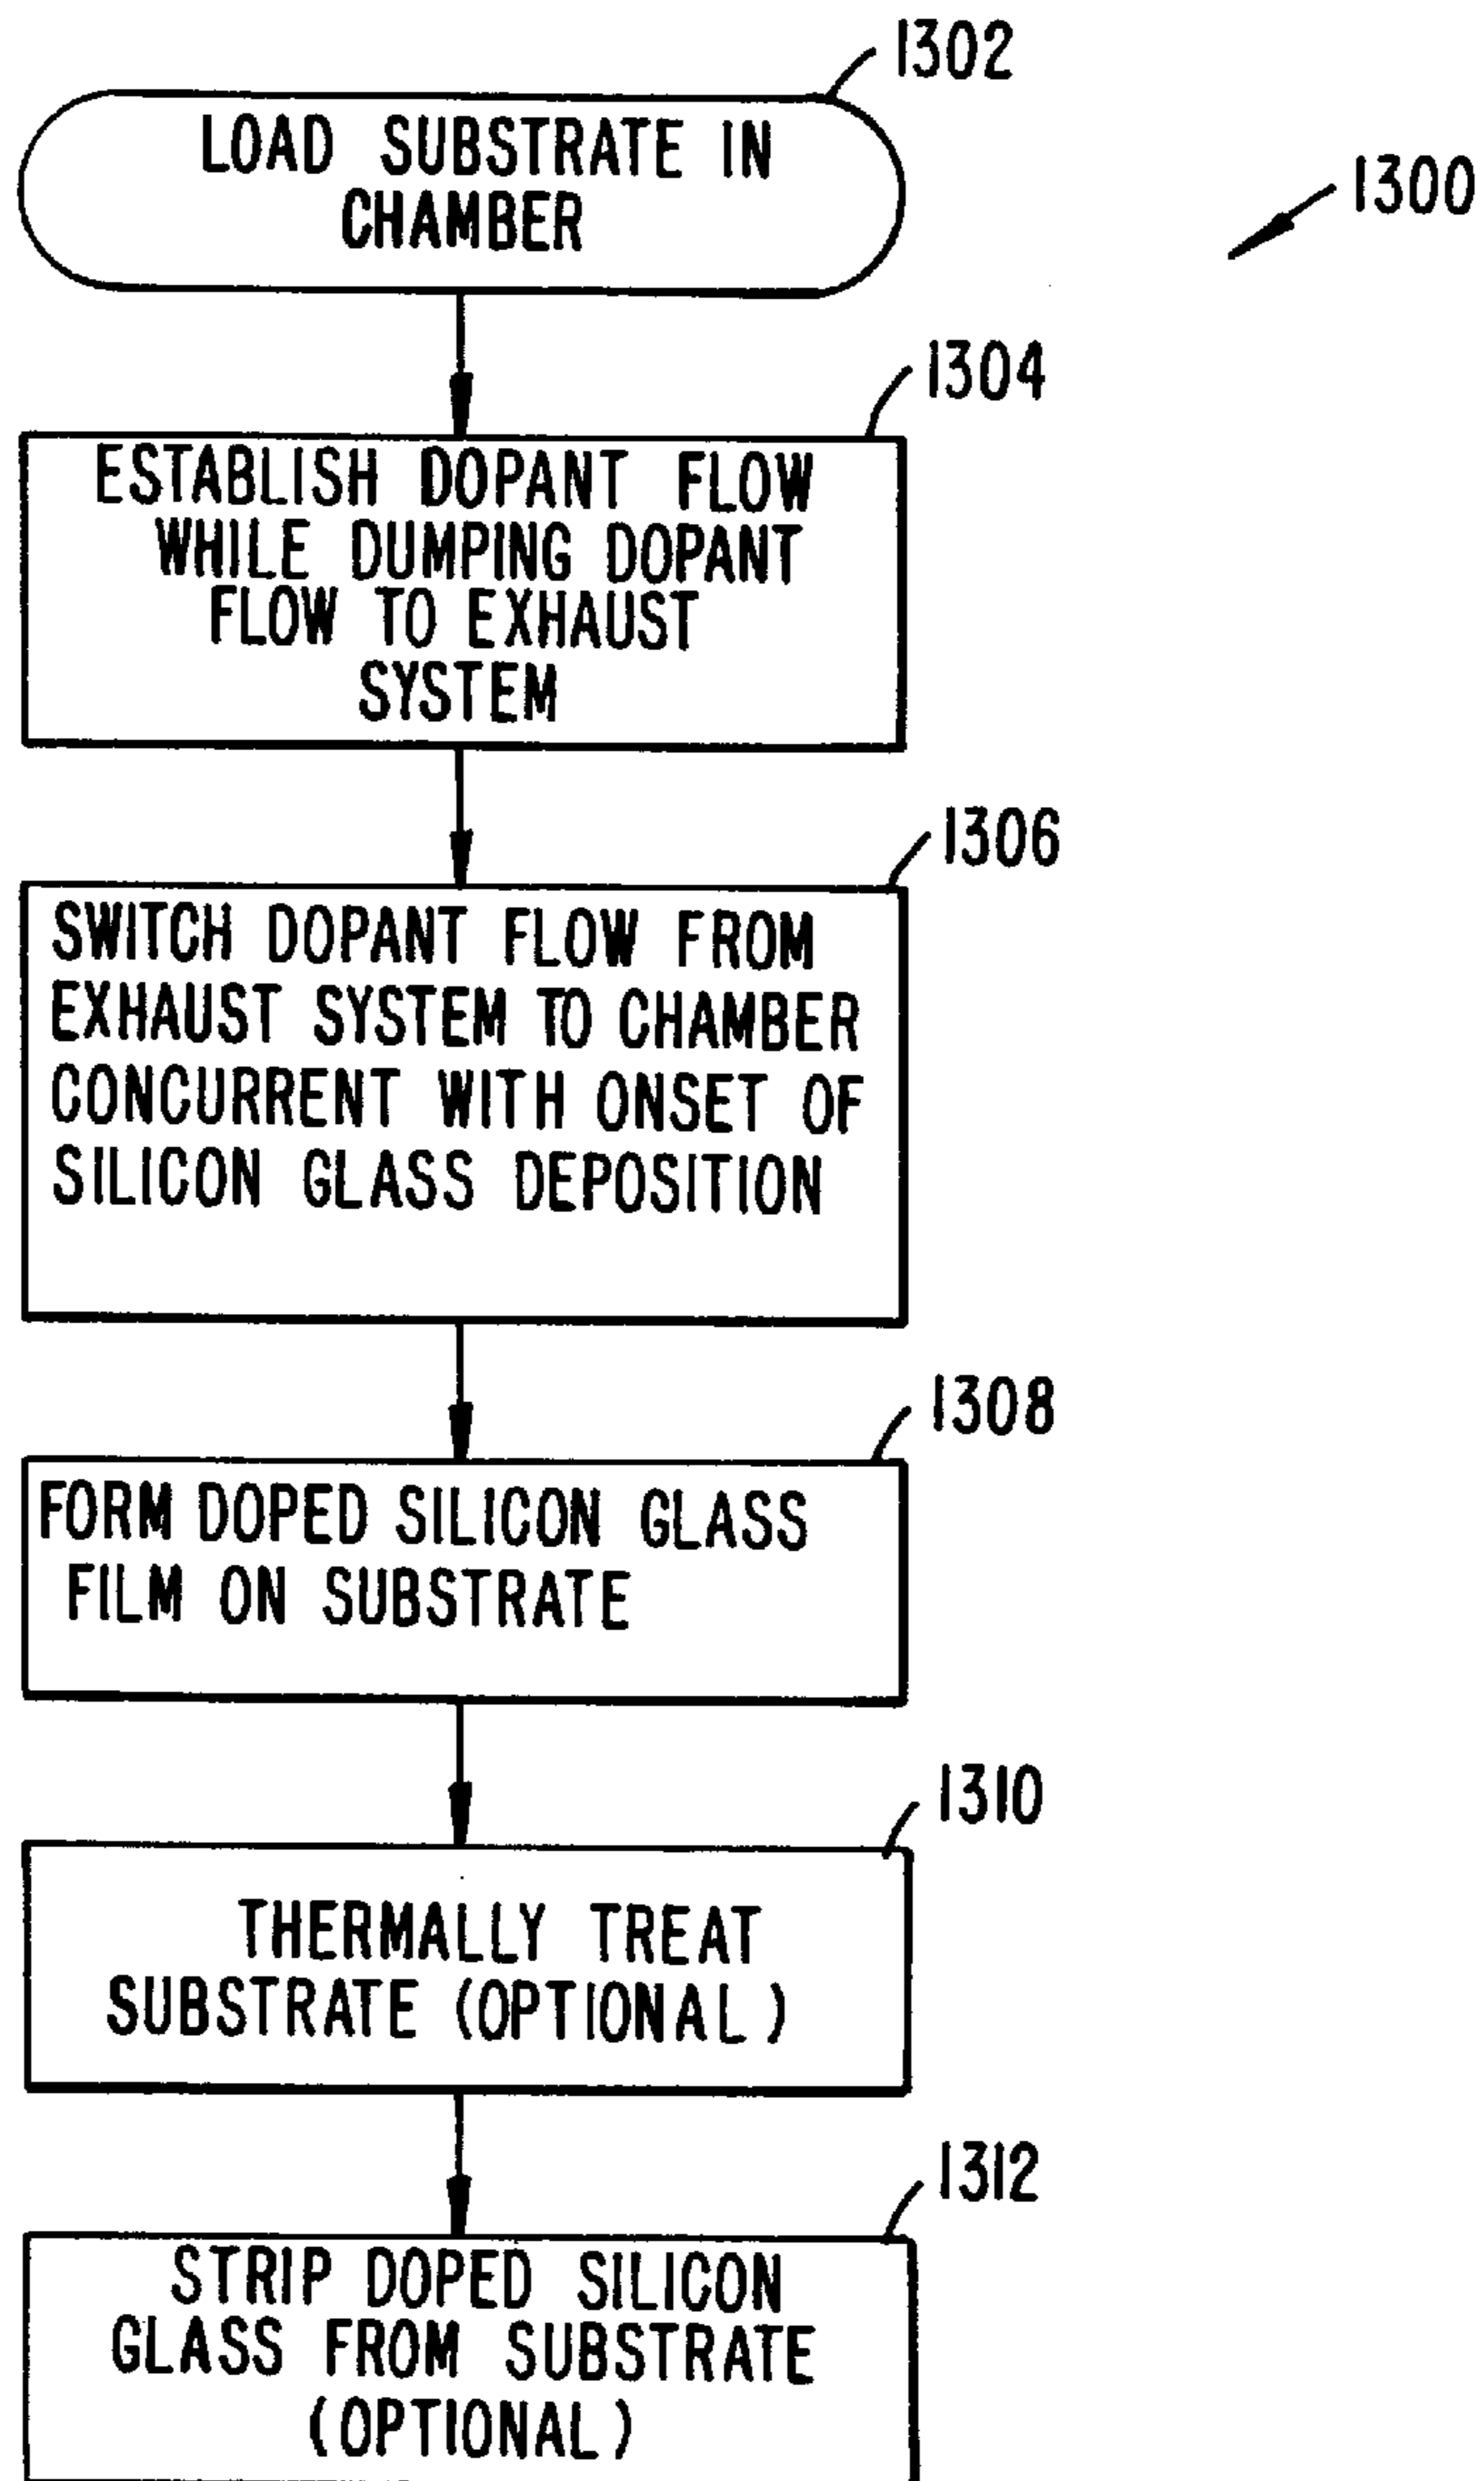 1302
LOAD SUBSTRATE IN
CHAMBER
1300
1304
ESTABLISH DOPANT FLOW
WHILE DUMPING DOPANT
FLOW TO EXHAUST
SYSTEM
1306
SWITCH DOPANT FLOW FROM
EXHAUST SYSTEM TO CHAMBER
CONCURRENT WITH ONSET OF
SILICON GLASS DEPOSITION
1308
FORM DOPED SILICON GLASS
FILM ON SUBSTRATE
1310
THERMALLY TREAT
SUBSTRATE (OPTIONAL)
1312
STRIP DOPED SILICON
GLASS FROM SUBSTRATE
(OPTIONAL)